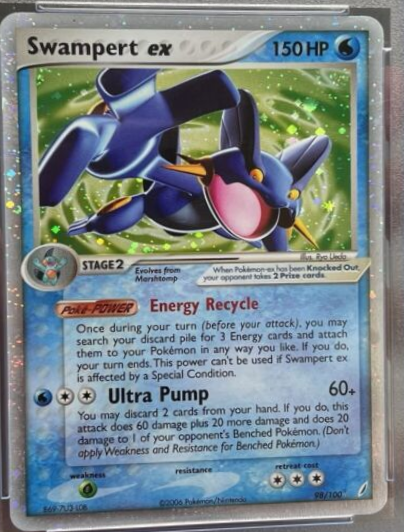 Swampert ex 150 HP
illus. Ryo Ueda
STAGE 2 Evolves from Marshtomp
When Pokémon-ex has been Knocked Out, your opponent takes 2 Prize cards.
Poké-POWER Energy Recycle
Once during your turn (before your attack), you may
search your discard pile for 3 Energy cards and attach
them to your Pokémon in any way you like. If you do,
your turn ends. This power can't be used if Swampert ex
is affected by a Special Condition.
Ultra Pump 60+
You may discard 2 cards from your hand. If you do, this
attack does 60 damage plus 20 more damage and does 20
damage to 1 of your opponent's Benched Pokémon. (Don't
apply Weakness and Resistance for Benched Pokémon.)
weakness resistance retreat cost
©2006 Pokémon/Nintendo 98/100